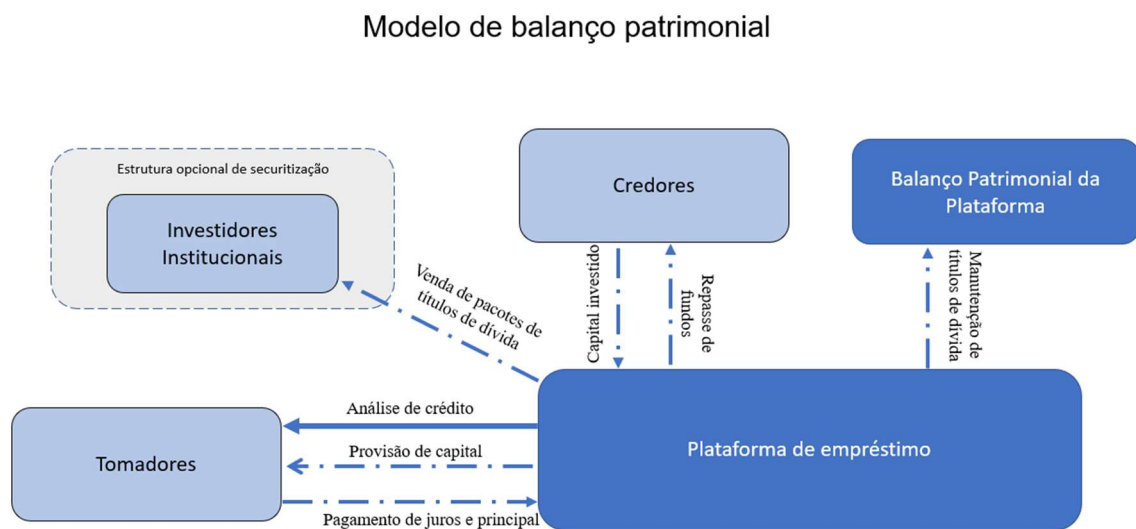 Modelo de balanço patrimonial
Estrutura opcional de securitização
Investidores
Institucionais
Credores
Balanço Patrimonial da
Plataforma
Venda de pacotes de
títulos de dívida
Capital investido
Repasse de
fundos
Manutenção de
títulos de dívida
Análise de crédito
Provisão de capital
Pagamento de juros e principal
Tomadores
Plataforma de empréstimo